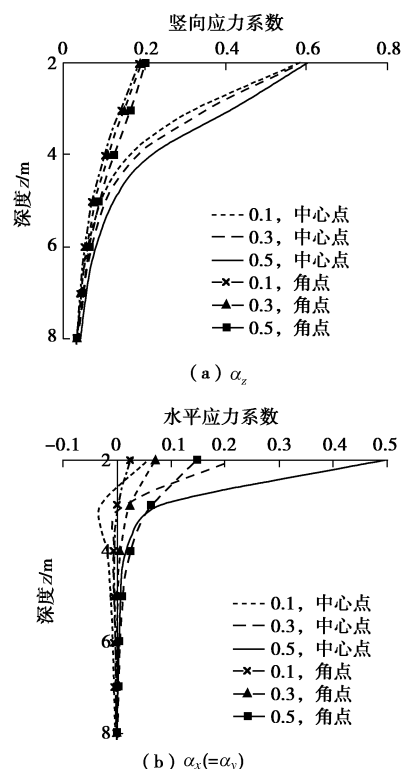 竖向应力系数
0 0.2 0.4 0.6 0.8
2
4
6
8
深度 z/m
0.1，中心点
0.3，中心点
0.5，中心点
0.1，角点
0.3，角点
0.5，角点
（a）αz
水平应力系数
−0.1 0 0.1 0.2 0.3 0.4 0.5
2
4
6
8
深度 z/m
0.1，中心点
0.3，中心点
0.5，中心点
0.1，角点
0.3，角点
0.5，角点
（b）αx(=αy)